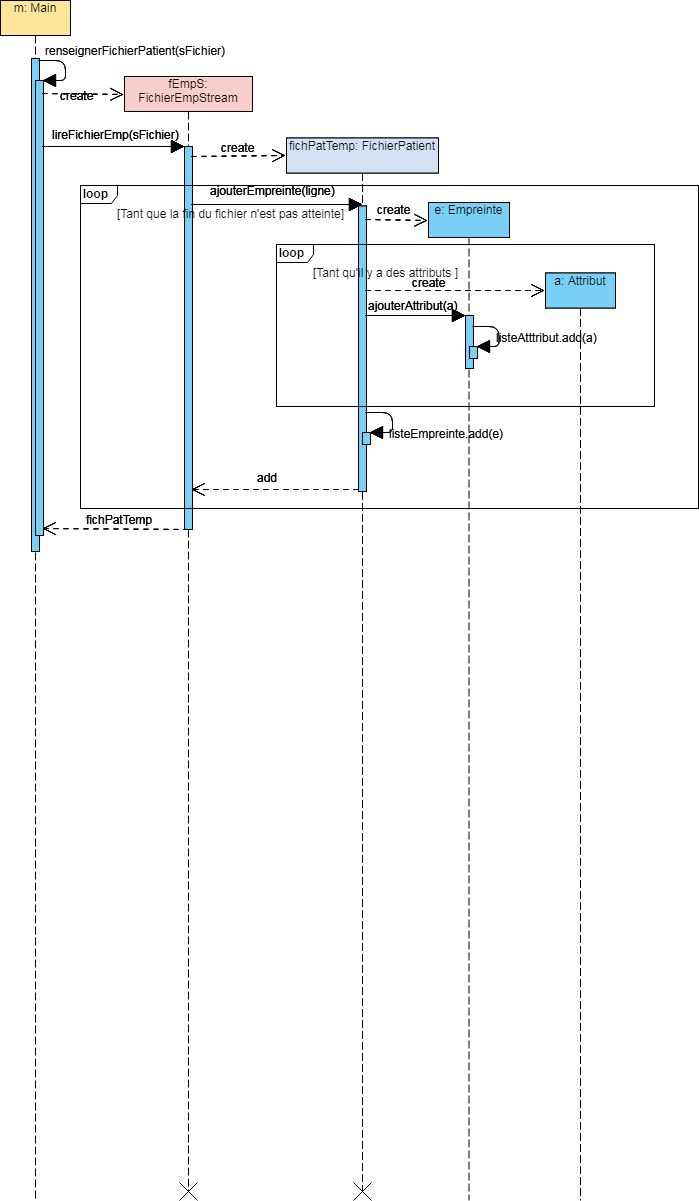 m: Main
renseignerFichierPatient(sFichier)
create
fEmpS:
FichierEmpStream
lireFichierEmp(sFichier)
create
fichPatTemp: FichierPatient
loop
ajouterEmpreinte(ligne)
[Tant que la fin du fichier n'est pas atteinte]
create
e: Empreinte
loop
[Tant qu'il y a des attributs ]
create
a: Attribut
ajouterAttribut(a)
listeAtttribut.add(a)
listeEmpreinte.add(e)
add
fichPatTemp